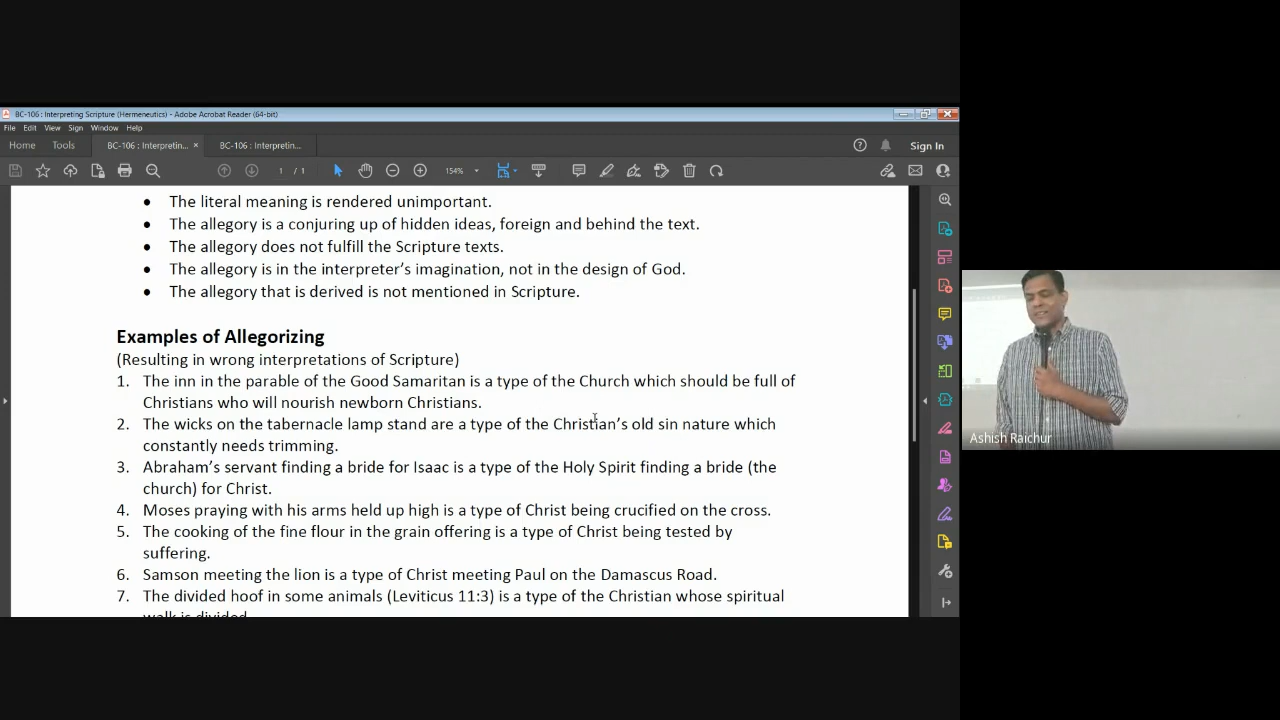 BC-106 : Interpreting Scripture (Hermeneutics) - Adobe Acrobat Reader (64-bit)
File Edit View Sign Window Help
Home Tools BC-106 : Interpretin... × BC-106 : Interpretin... Sign In
1 / 1 154%
• The literal meaning is rendered unimportant.
• The allegory is a conjuring up of hidden ideas, foreign and behind the text.
• The allegory does not fulfill the Scripture texts.
• The allegory is in the interpreter's imagination, not in the design of God.
• The allegory that is derived is not mentioned in Scripture.
Examples of Allegorizing
(Resulting in wrong interpretations of Scripture)
1. The inn in the parable of the Good Samaritan is a type of the Church which should be full of
Christians who will nourish newborn Christians.
2. The wicks on the tabernacle lamp stand are a type of the Christian's old sin nature which
constantly needs trimming.
3. Abraham's servant finding a bride for Isaac is a type of the Holy Spirit finding a bride (the
church) for Christ.
4. Moses praying with his arms held up high is a type of Christ being crucified on the cross.
5. The cooking of the fine flour in the grain offering is a type of Christ being tested by
suffering.
6. Samson meeting the lion is a type of Christ meeting Paul on the Damascus Road.
7. The divided hoof in some animals (Leviticus 11:3) is a type of the Christian whose spiritual
walk is divided.
Ashish Raichur